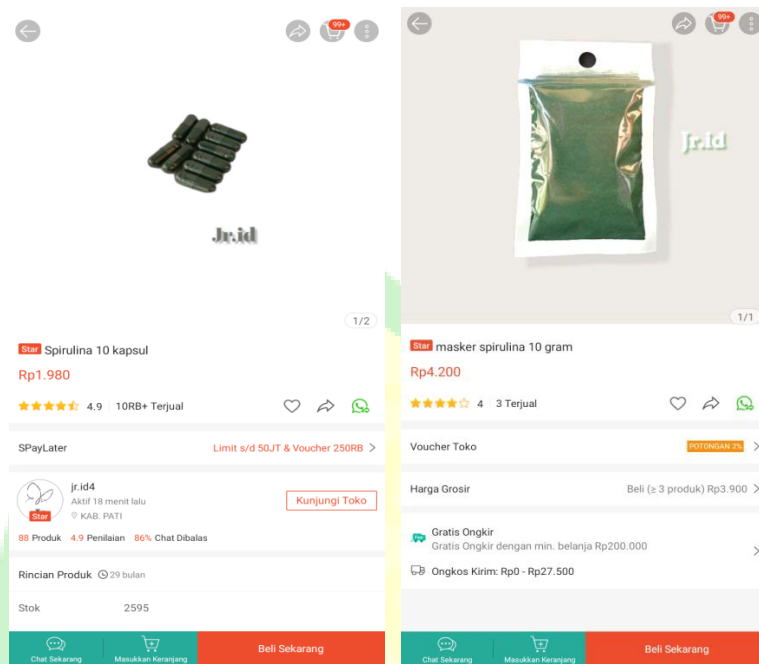 99+
Jr.id
1/2
Star Spirulina 10 kapsul
Rp1.980
4.9 10RB+ Terjual
SPayLater Limit s/d 50JT & Voucher 250RB
jr.id4
Aktif 18 menit lalu
KAB. PATI
Star
Kunjungi Toko
88 Produk 4.9 Penilaian 86% Chat Dibalas
Rincian Produk 29 bulan
Stok 2595
Chat Sekarang
Masukkan Keranjang
Beli Sekarang
99+
Jr.id
1/1
Star masker spirulina 10 gram
Rp4.200
4 3 Terjual
Voucher Toko POTONGAN 2%
Harga Grosir Beli (≥ 3 produk) Rp3.900
Gratis Ongkir
Gratis Ongkir dengan min. belanja Rp200.000
Ongkos Kirim: Rp0 - Rp27.500
Chat Sekarang
Masukkan Keranjang
Beli Sekarang